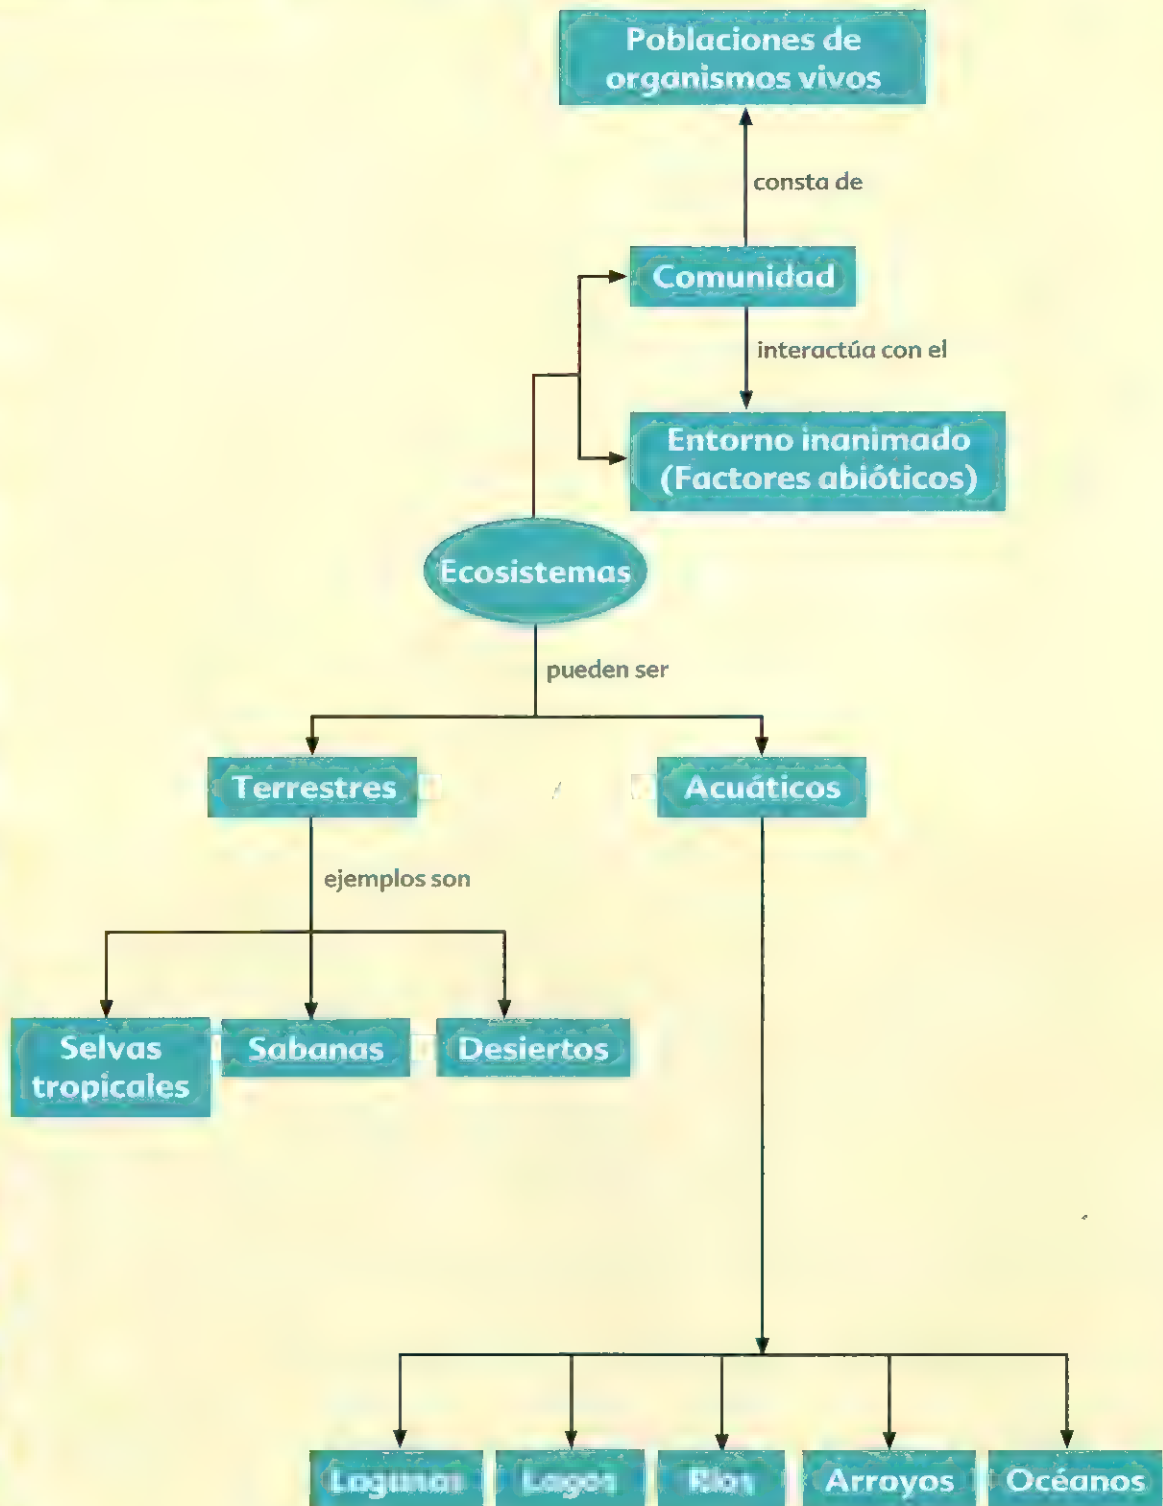 Poblaciones de
organismos vivos
consta de
Comunidad
interactúa con el
Entorno inanimado
(Factores abióticos)
Ecosistemas
pueden ser
Terrestres
Acuáticos
ejemplos son
Selvas
tropicales
Sabanas
Desiertos
Lagunas
Lagos
Ríos
Arroyos
Océanos